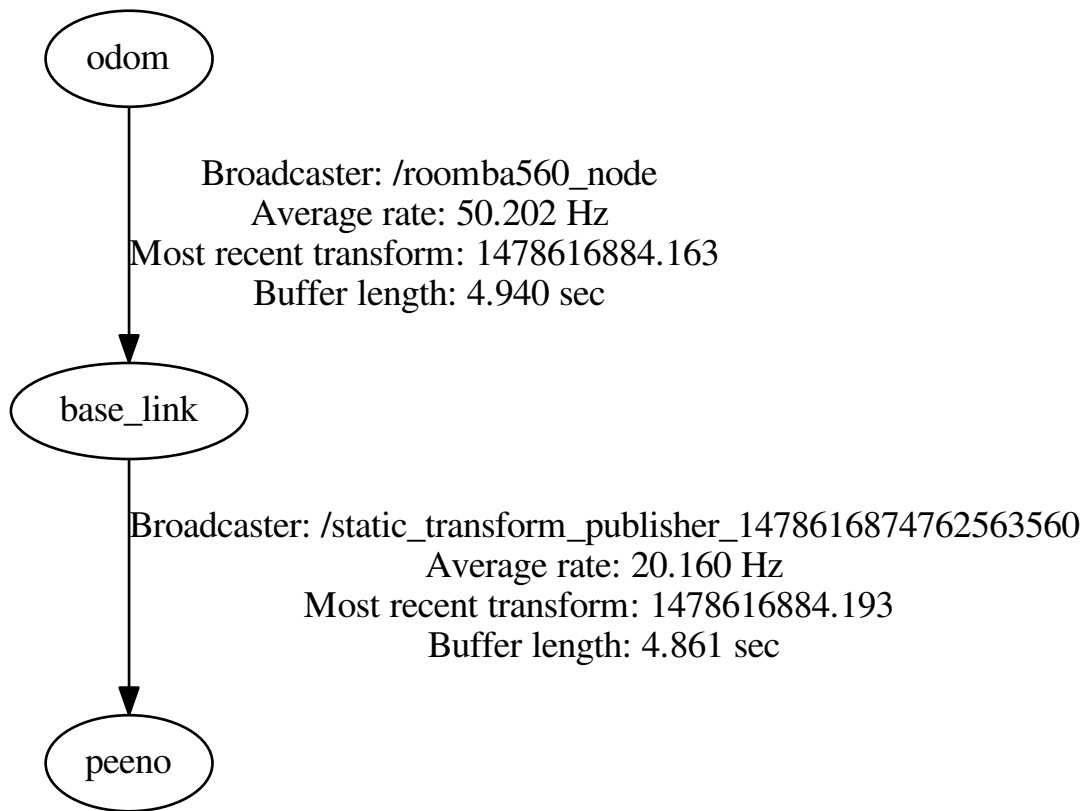 odom
Broadcaster: /roomba560_node
Average rate: 50.202 Hz
Most recent transform: 1478616884.163
Buffer length: 4.940 sec
base_link
Broadcaster: /static_transform_publisher_1478616874762563560
Average rate: 20.160 Hz
Most recent transform: 1478616884.193
Buffer length: 4.861 sec
peeno